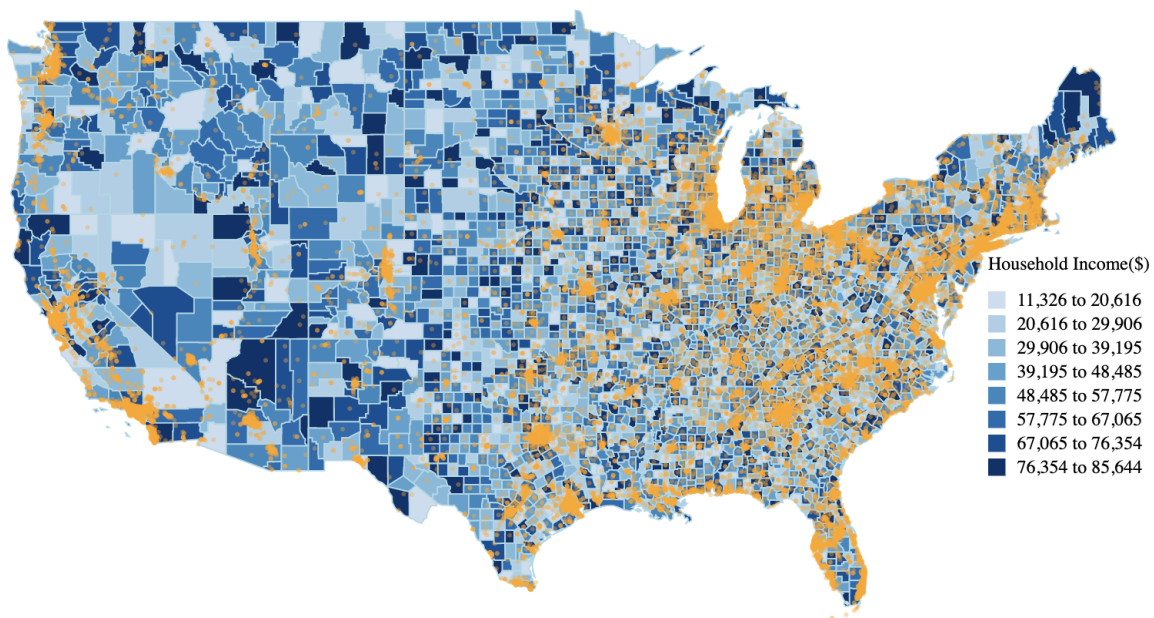 Household Income($)
11,326 to 20,616
20,616 to 29,906
29,906 to 39,195
39,195 to 48,485
48,485 to 57,775
57,775 to 67,065
67,065 to 76,354
76,354 to 85,644